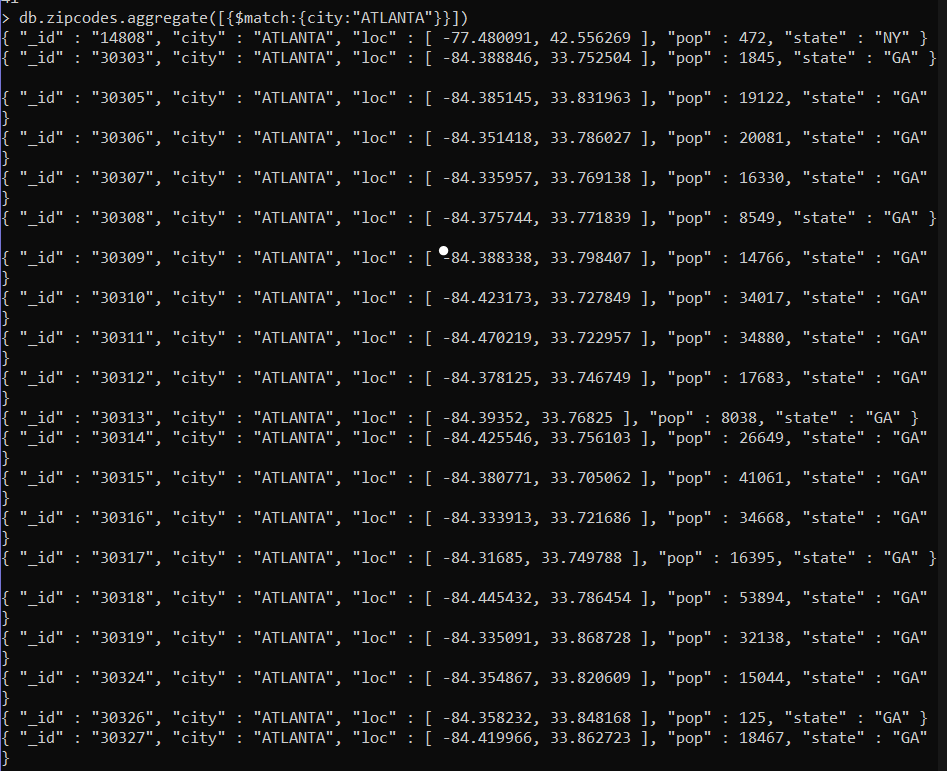 > db.zipcodes.aggregate([{$match:{city:"ATLANTA"}}])
{ "_id" : "14808", "city" : "ATLANTA", "loc" : [ -77.480091, 42.556269 ], "pop" : 472, "state" : "NY" }
{ "_id" : "30303", "city" : "ATLANTA", "loc" : [ -84.388846, 33.752504 ], "pop" : 1845, "state" : "GA" }
{ "_id" : "30305", "city" : "ATLANTA", "loc" : [ -84.385145, 33.831963 ], "pop" : 19122, "state" : "GA"
}
{ "_id" : "30306", "city" : "ATLANTA", "loc" : [ -84.351418, 33.786027 ], "pop" : 20081, "state" : "GA"
}
{ "_id" : "30307", "city" : "ATLANTA", "loc" : [ -84.335957, 33.769138 ], "pop" : 16330, "state" : "GA"
}
{ "_id" : "30308", "city" : "ATLANTA", "loc" : [ -84.375744, 33.771839 ], "pop" : 8549, "state" : "GA" }
{ "_id" : "30309", "city" : "ATLANTA", "loc" : [ -84.388338, 33.798407 ], "pop" : 14766, "state" : "GA"
}
{ "_id" : "30310", "city" : "ATLANTA", "loc" : [ -84.423173, 33.727849 ], "pop" : 34017, "state" : "GA"
}
{ "_id" : "30311", "city" : "ATLANTA", "loc" : [ -84.470219, 33.722957 ], "pop" : 34880, "state" : "GA"
}
{ "_id" : "30312", "city" : "ATLANTA", "loc" : [ -84.378125, 33.746749 ], "pop" : 17683, "state" : "GA"
}
{ "_id" : "30313", "city" : "ATLANTA", "loc" : [ -84.39352, 33.76825 ], "pop" : 8038, "state" : "GA" }
{ "_id" : "30314", "city" : "ATLANTA", "loc" : [ -84.425546, 33.756103 ], "pop" : 26649, "state" : "GA"
}
{ "_id" : "30315", "city" : "ATLANTA", "loc" : [ -84.380771, 33.705062 ], "pop" : 41061, "state" : "GA"
}
{ "_id" : "30316", "city" : "ATLANTA", "loc" : [ -84.333913, 33.721686 ], "pop" : 34668, "state" : "GA"
}
{ "_id" : "30317", "city" : "ATLANTA", "loc" : [ -84.31685, 33.749788 ], "pop" : 16395, "state" : "GA" }
{ "_id" : "30318", "city" : "ATLANTA", "loc" : [ -84.445432, 33.786454 ], "pop" : 53894, "state" : "GA"
}
{ "_id" : "30319", "city" : "ATLANTA", "loc" : [ -84.335091, 33.868728 ], "pop" : 32138, "state" : "GA"
}
{ "_id" : "30324", "city" : "ATLANTA", "loc" : [ -84.354867, 33.820609 ], "pop" : 15044, "state" : "GA"
}
{ "_id" : "30326", "city" : "ATLANTA", "loc" : [ -84.358232, 33.848168 ], "pop" : 125, "state" : "GA" }
{ "_id" : "30327", "city" : "ATLANTA", "loc" : [ -84.419966, 33.862723 ], "pop" : 18467, "state" : "GA"
}